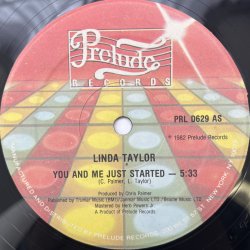 Prelude
RECORDS
PRL D629 AS
℗ 1982 Prelude Records
LINDA TAYLOR
YOU AND ME JUST STARTED — 5:33
(C. Palmer, L. Taylor)
Produced by Chris Palmer
Mastered by Herb Powers Jr
A Product of Prelude Records